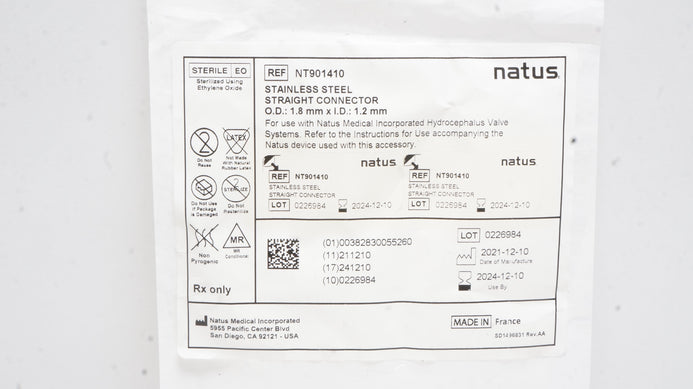 STERILE EO
Sterilized Using
Ethylene Oxide
2
Do Not
Reuse
LATEX
Not Made
With Natural
Rubber Latex
Do Not Use
if Package
is Damaged
2
STERILIZE
Do Not
Resterilize
Non
Pyrogenic
MR
MR
Conditional
Rx only
REF NT901410
natus
STAINLESS STEEL
STRAIGHT CONNECTOR
O.D.: 1.8 mm x I.D.: 1.2 mm
For use with Natus Medical Incorporated Hydrocephalus Valve
Systems. Refer to the Instructions for Use accompanying the
Natus device used with this accessory.
natus
REF NT901410
STAINLESS STEEL
STRAIGHT CONNECTOR
LOT 0226984 2024-12-10
natus
REF NT901410
STAINLESS STEEL
STRAIGHT CONNECTOR
LOT 0226984 2024-12-10
(01)00382830055260
(11)211210
(17)241210
(10)0226984
LOT 0226984
2021-12-10
Date of Manufacture
2024-12-10
Use By
Natus Medical Incorporated
5955 Pacific Center Blvd
San Diego, CA 92121 - USA
MADE IN France
SD1496831 Rev.AA